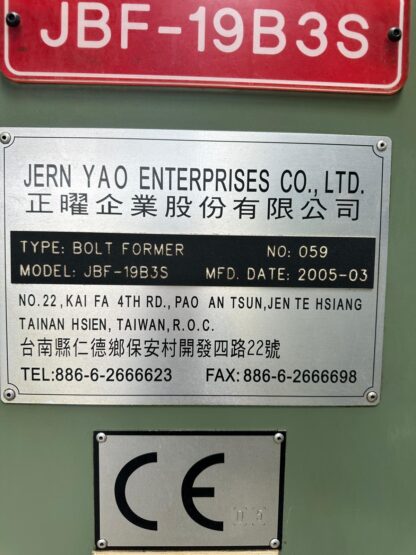 JBF-19B3S
JERN YAO ENTERPRISES CO., LTD.
正曜企業股份有限公司
TYPE: BOLT FORMER NO: 059
MODEL: JBF-19B3S MFD. DATE: 2005-03
NO.22,KAI FA 4TH RD., PAO AN TSUN,JEN TE HSIANG
TAINAN HSIEN, TAIWAN,R.O.C.
台南縣仁德鄉保安村開發四路22號
TEL:886-6-2666623 FAX:886-6-2666698
CE